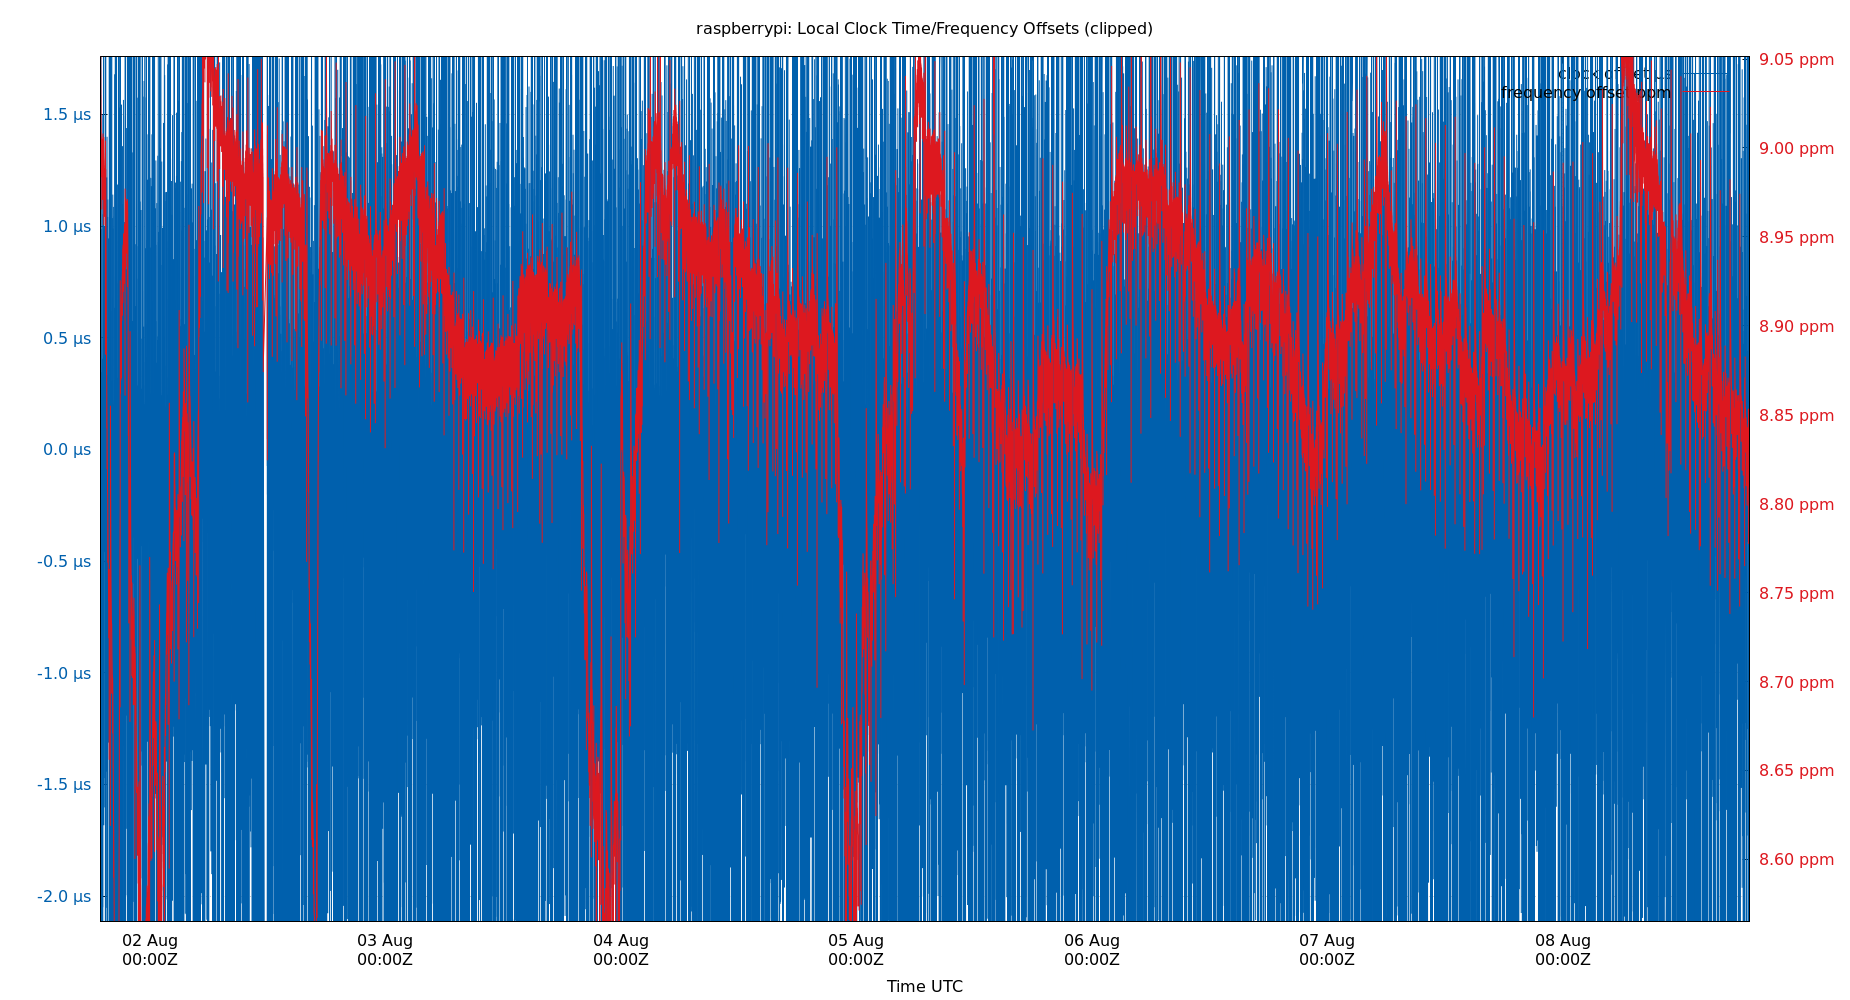 raspberrypi: Local Clock Time/Frequency Offsets (clipped)
9.05 ppm
clock offset µs
frequency offset ppm
1.5 µs
9.00 ppm
1.0 µs
8.95 ppm
0.5 µs
8.90 ppm
8.85 ppm
0.0 µs
8.80 ppm
-0.5 µs
8.75 ppm
-1.0 µs
8.70 ppm
-1.5 µs
8.65 ppm
8.60 ppm
-2.0 µs
02 Aug 03 Aug 04 Aug 05 Aug 06 Aug 07 Aug 08 Aug
00:00Z 00:00Z 00:00Z 00:00Z 00:00Z 00:00Z 00:00Z
Time UTC